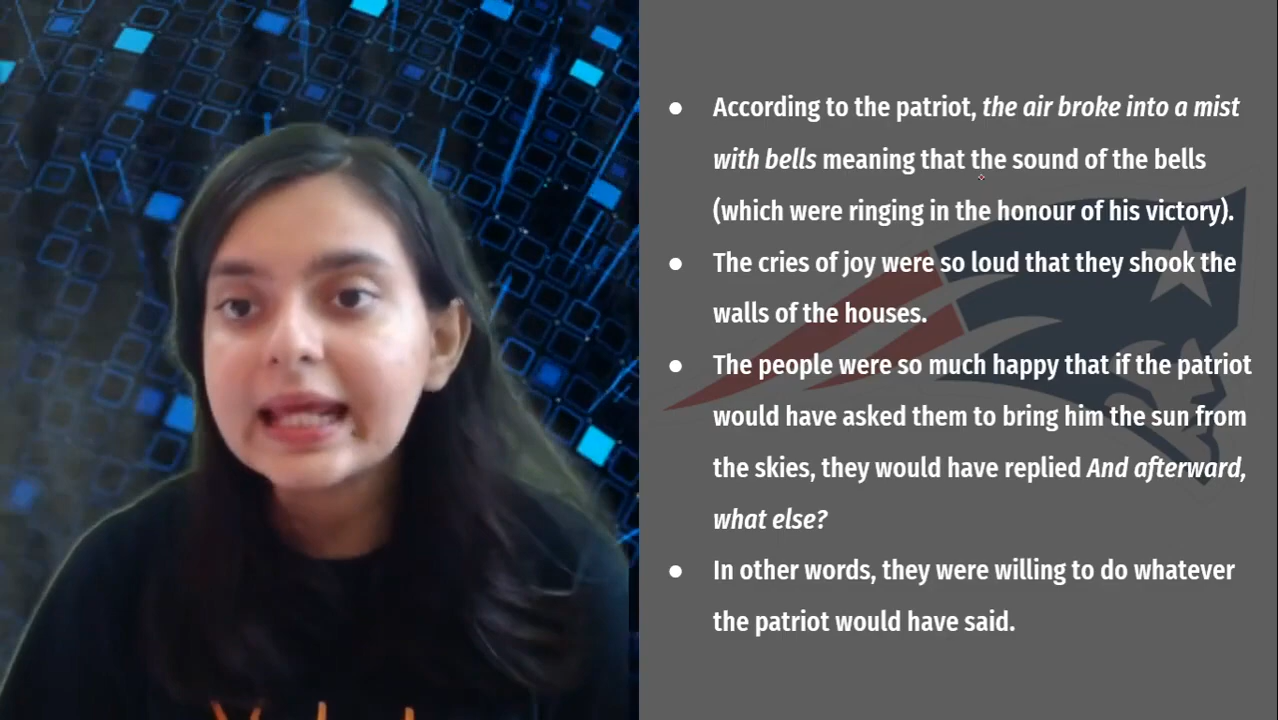 ● According to the patriot, the air broke into a mist
with bells meaning that the sound of the bells
(which were ringing in the honour of his victory).
● The cries of joy were so loud that they shook the
walls of the houses.
● The people were so much happy that if the patriot
would have asked them to bring him the sun from
the skies, they would have replied And afterward,
what else?
● In other words, they were willing to do whatever
the patriot would have said.